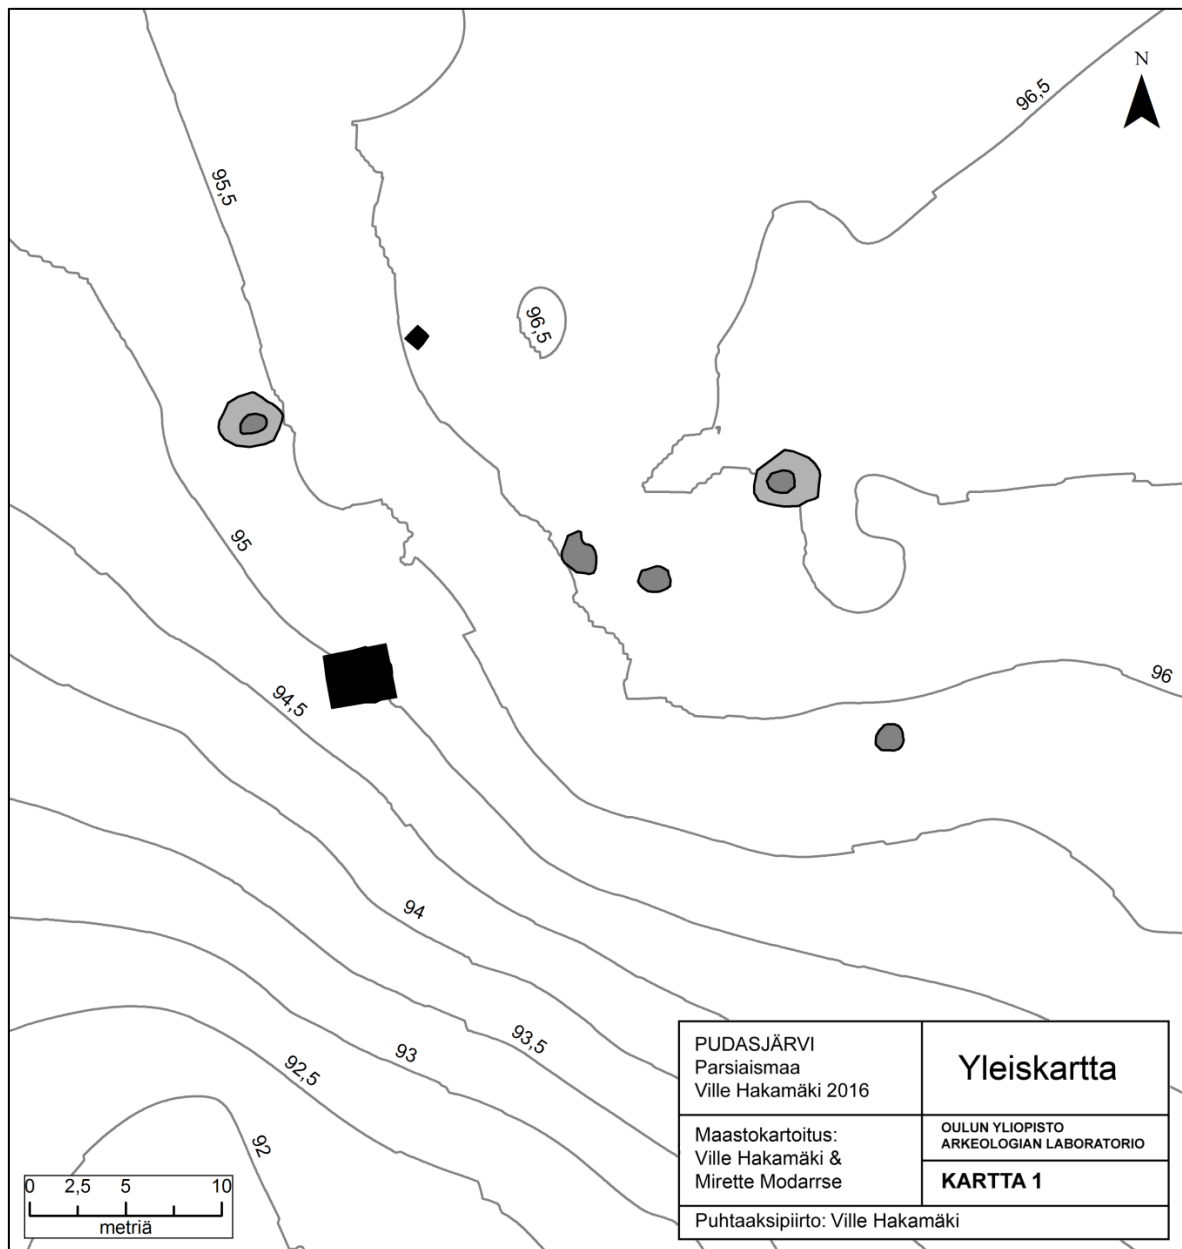 N
96,5
95,5
96,5
95
96
94,5
94
93,5
93
92,5
92
0 2,5 5 10
metriä
PUDASJÄRVI
Parsiaismaa
Ville Hakamäki 2016
Yleiskartta
Maastokartoitus:
Ville Hakamäki &
Mirette Modarrse
OULUN YLIOPISTO
ARKEOLOGIAN LABORATORIO
KARTTA 1
Puhtaaksipiirto: Ville Hakamäki